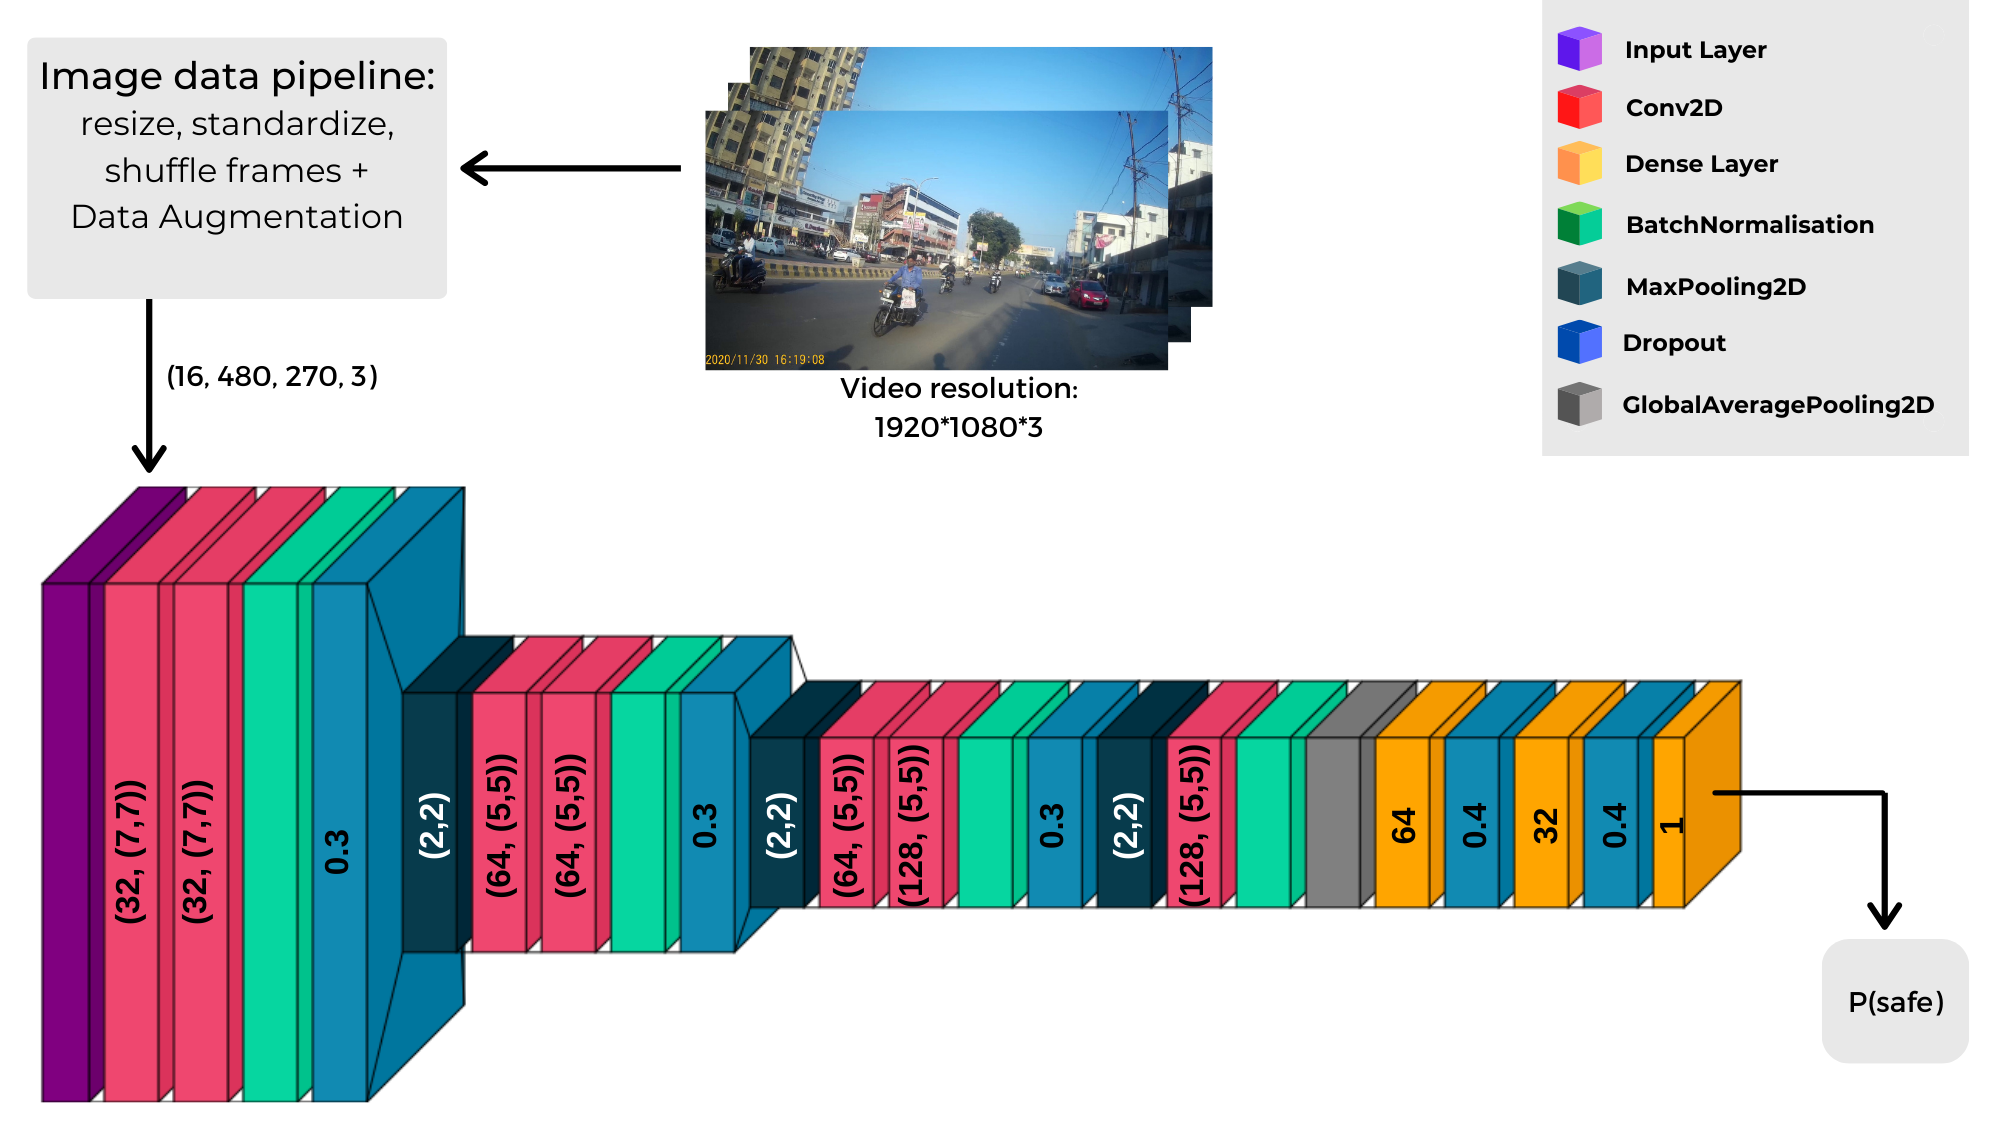 Image data pipeline:
resize, standardize,
shuffle frames +
Data Augmentation
2020/11/30 16:19:08
Video resolution:
1920*1080*3
Input Layer
Conv2D
Dense Layer
BatchNormalisation
MaxPooling2D
Dropout
GlobalAveragePooling2D
(16, 480, 270, 3)
(32, (7,7))
(32, (7,7))
0.3
(2,2)
(64, (5,5))
(64, (5,5))
0.3
(2,2)
(64, (5,5))
(128, (5,5))
0.3
(2,2)
(128, (5,5))
64
0.4
32
0.4
1
P(safe)